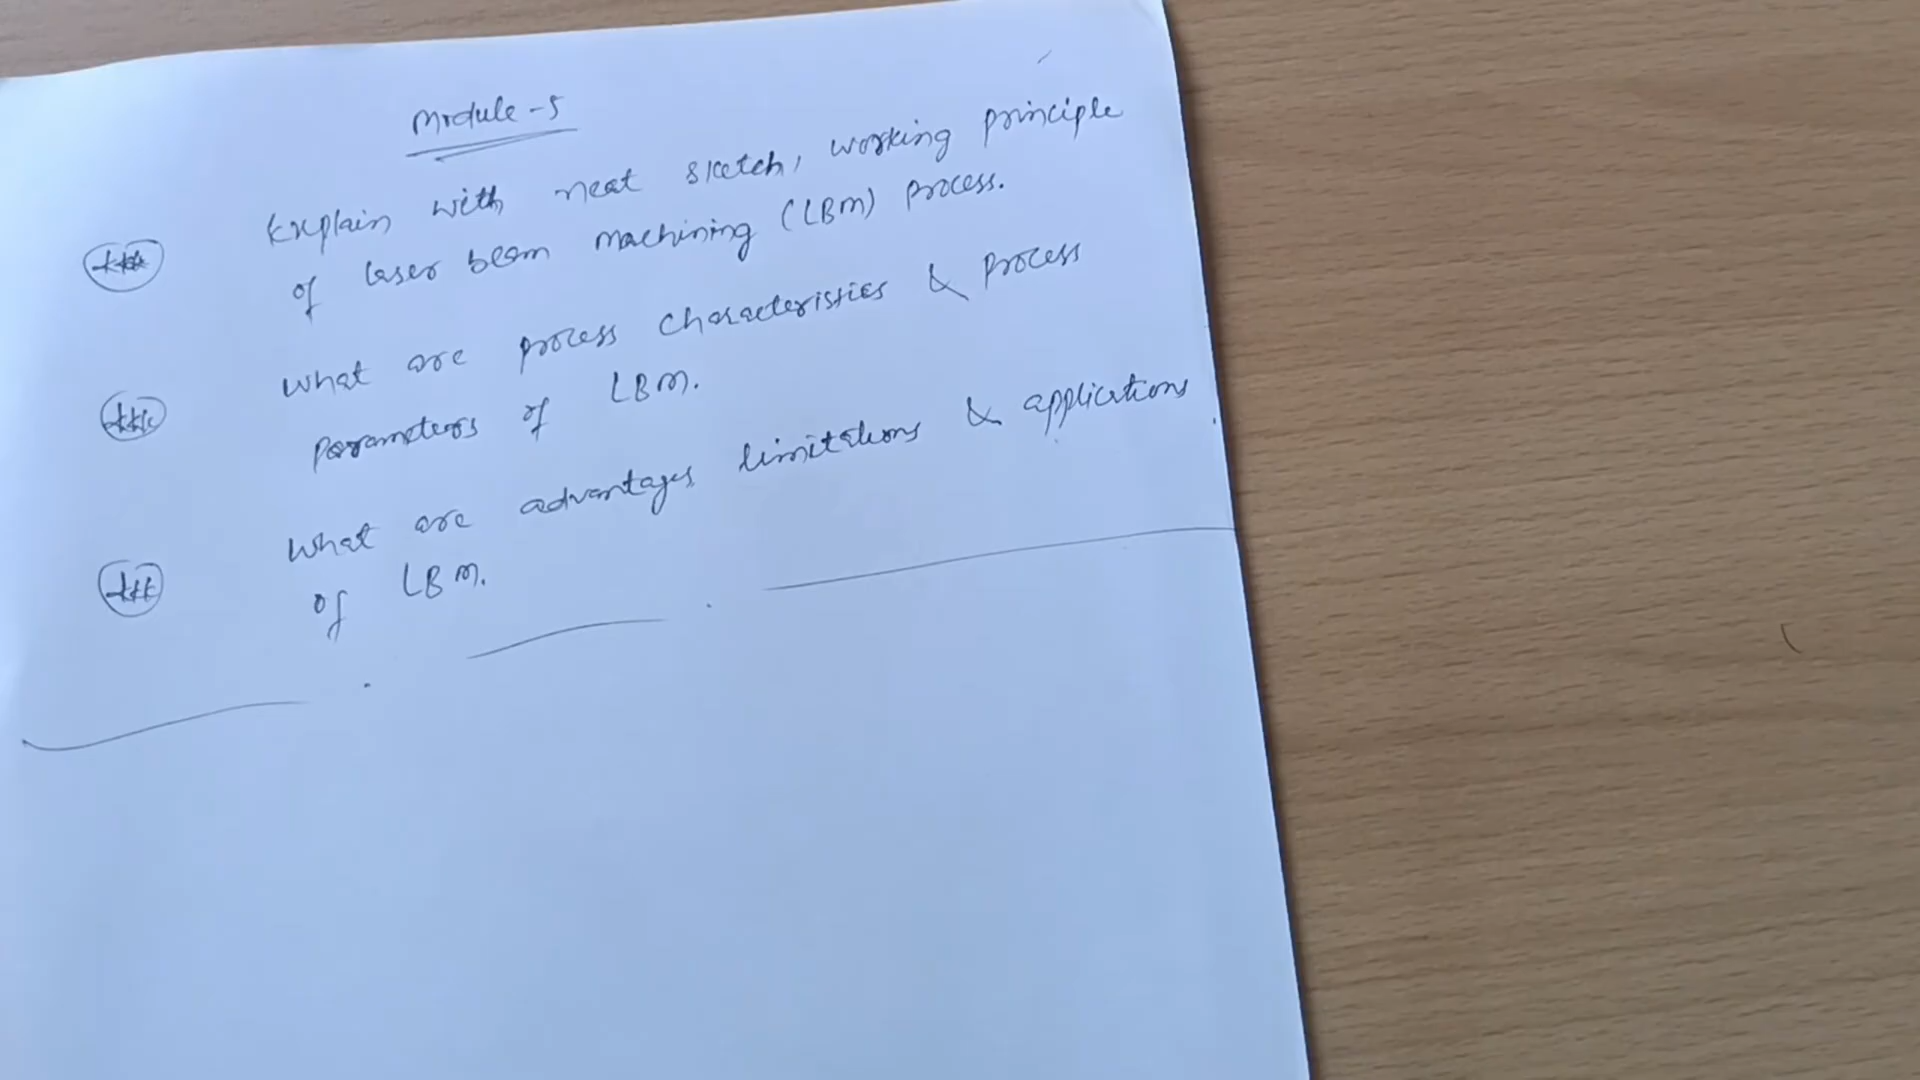 Module - 5
*** Explain with neat sketch, working principle
of laser beam machining (LBM) process.
*** What are process characteristics & process
parameters of LBM.
*** What are advantages, limitations & applications
of LBM.